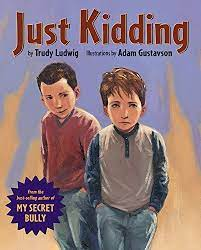 Just Kidding
by Trudy Ludwig Illustrations by Adam Gustavson
From the
best-selling author of
MY SECRET
BULLY